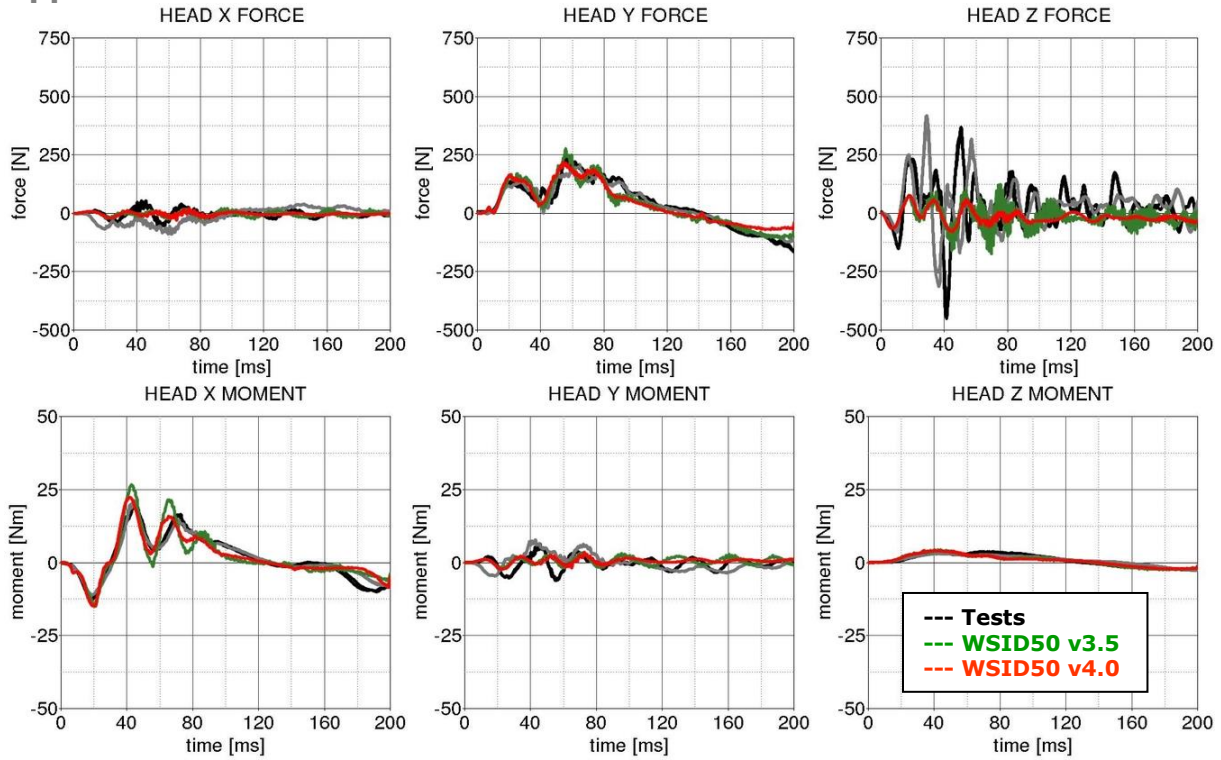 HEAD X FORCE
750
500
250
0
-250
-500
force [N]
0 40 80 120 160 200
time [ms]
HEAD Y FORCE
750
500
250
0
-250
-500
force [N]
0 40 80 120 160 200
time [ms]
HEAD Z FORCE
750
500
250
0
-250
-500
force [N]
0 40 80 120 160 200
time [ms]
HEAD X MOMENT
50
25
0
-25
-50
moment [Nm]
0 40 80 120 160 200
time [ms]
HEAD Y MOMENT
50
25
0
-25
-50
moment [Nm]
0 40 80 120 160 200
time [ms]
HEAD Z MOMENT
50
25
0
-25
-50
moment [Nm]
0 40 80 120 160 200
time [ms]
--- Tests
--- WSID50 v3.5
--- WSID50 v4.0